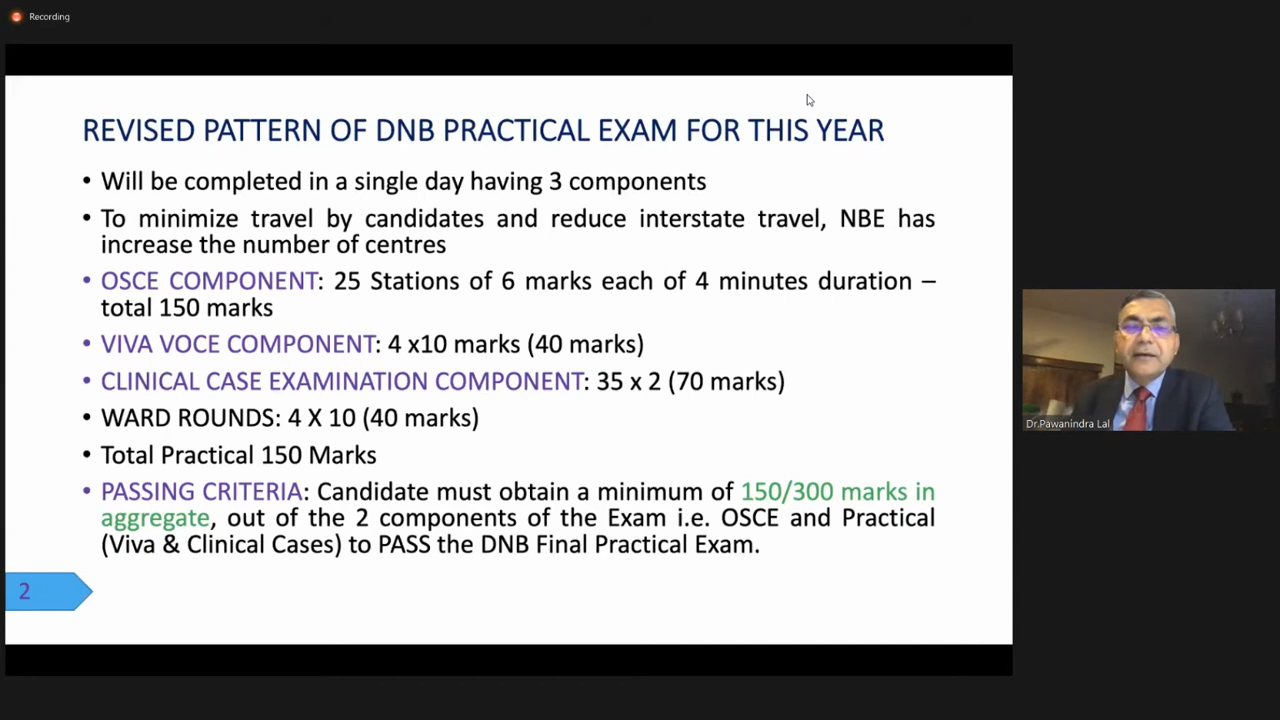 Recording
REVISED PATTERN OF DNB PRACTICAL EXAM FOR THIS YEAR
• Will be completed in a single day having 3 components
• To minimize travel by candidates and reduce interstate travel, NBE has
increase the number of centres
• OSCE COMPONENT: 25 Stations of 6 marks each of 4 minutes duration –
total 150 marks
• VIVA VOCE COMPONENT: 4 x10 marks (40 marks)
• CLINICAL CASE EXAMINATION COMPONENT: 35 x 2 (70 marks)
• WARD ROUNDS: 4 X 10 (40 marks)
• Total Practical 150 Marks
• PASSING CRITERIA: Candidate must obtain a minimum of 150/300 marks in
aggregate, out of the 2 components of the Exam i.e. OSCE and Practical
(Viva & Clinical Cases) to PASS the DNB Final Practical Exam.
2
Dr.Pawanindra Lal